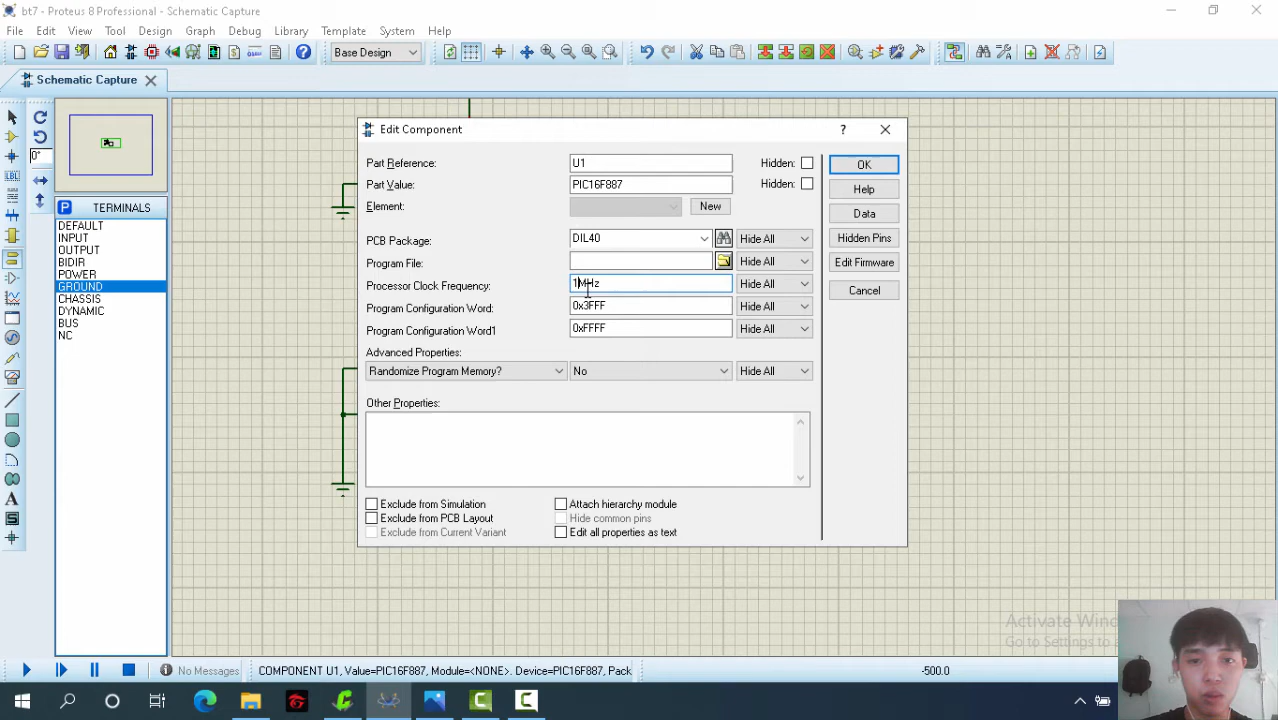 bt7 - Proteus 8 Professional - Schematic Capture
File Edit View Tool Design Graph Debug Library Template System Help
Base Design
Schematic Capture
0°
TERMINALS
DEFAULT
INPUT
OUTPUT
BIDIR
POWER
GROUND
CHASSIS
DYNAMIC
BUS
NC
Edit Component
Part Reference: U1 Hidden: OK
Part Value: PIC16F887 Hidden: Help
Element: New Data
PCB Package: DIL40 Hide All Hidden Pins
Program File: Hide All Edit Firmware
Processor Clock Frequency: 1MHz Hide All Cancel
Program Configuration Word: 0x3FFF Hide All
Program Configuration Word1 0xFFFF Hide All
Advanced Properties:
Randomize Program Memory? No Hide All
Other Properties:
Exclude from Simulation Attach hierarchy module
Exclude from PCB Layout Hide common pins
Exclude from Current Variant Edit all properties as text
Activate Wind
Go to Settings to a
No Messages COMPONENT U1, Value=PIC16F887, Module=<NONE>. Device=PIC16F887, Pack -500.0